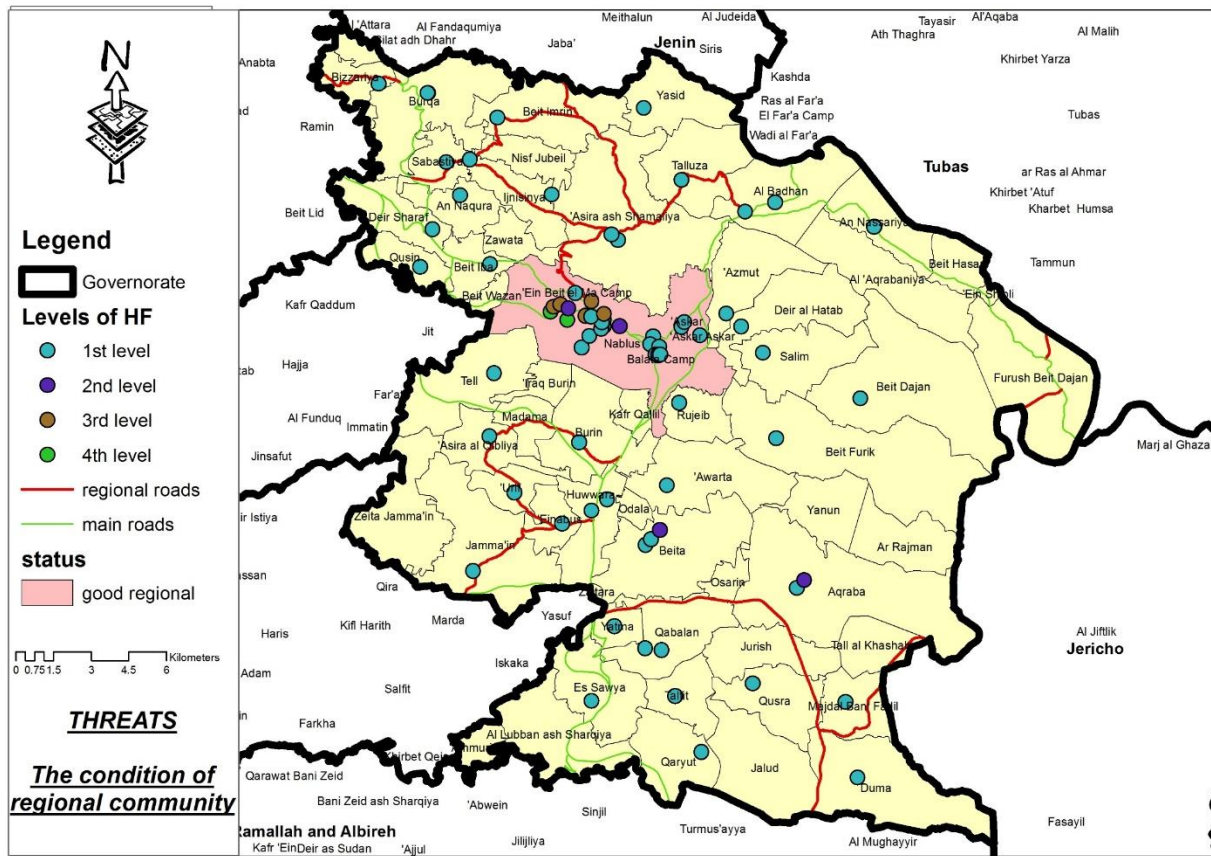 N
Legend
Governorate
Levels of HF
1st level
2nd level
3rd level
4th level
regional roads
main roads
status
good regional
Kilometers
0 0.75 1.5 3 4.5 6
THREATS
The condition of
regional community
Al Fandaqumiya
Meithalun
Al Judeida
Tayasir
Al'Aqaba
Jaba'
Jenin
Siris
Ath Thaghra
Al Malih
Anabta
Khirbet Yarza
Kashda
Bizzariya
Burqa
Yasid
Ras al Far'a
El Far'a Camp
Ramin
Beit Imrin
Tubas
Wadi al Far'a
Nisf Jubeil
Sabastiya
Talluza
Tubas
ar Ras al Ahmar
Al Badhan
Khirbet 'Atuf
Ijnisinya
An Naqura
Kharbet Humsa
Beit Lid
Deir Sharaf
'Asira ash Shamaliya
An Nassariya
Zawata
Qusin
Beit Iba
Beit Hasan
Tammun
'Azmut
Al 'Aqrabaniya
Beit Wazan
'Ein Beit el Ma Camp
'Ein Shibli
Kafr Qaddum
Deir al Hatab
Jit
'Askar
'Askar Askar
Nablus
Balata Camp
Salim
Hajja
Furush Beit Dajan
Tell
'Iraq Burin
Beit Dajan
Far'a
Al Funduq
Madama
Kafr Qallil
Rujeib
Immatin
Burin
'Asira al Qibliya
Marj al Ghaza
Jinsafut
Beit Furik
'Awarta
'Urif
Huwwara
Odala
Yanun
Zeita Jamma'in
Einabus
Jamma'in
Beita
Ar Rajman
Qira
Osarin
Aqraba
Za'tara
Marda
Yasuf
Kifl Harith
Haris
Yatma
Qabalan
Jurish
Tall al Khashabi
Al Jiftlik
Jericho
Iskaka
Salfit
Es Sawya
Talfit
Qusra
Majdal Bani Fadil
Farkha
Al Lubban ash Sharqiya
Qaryut
Jalud
Duma
Qarawat Bani Zeid
Bani Zeid ash Sharqiya
'Abwein
Sinjil
Turmus'ayya
Fasayil
Ramallah and Albireh
Jilijliya
Al Mughayyir
Kafr 'Ein
Deir as Sudan
'Ajjul